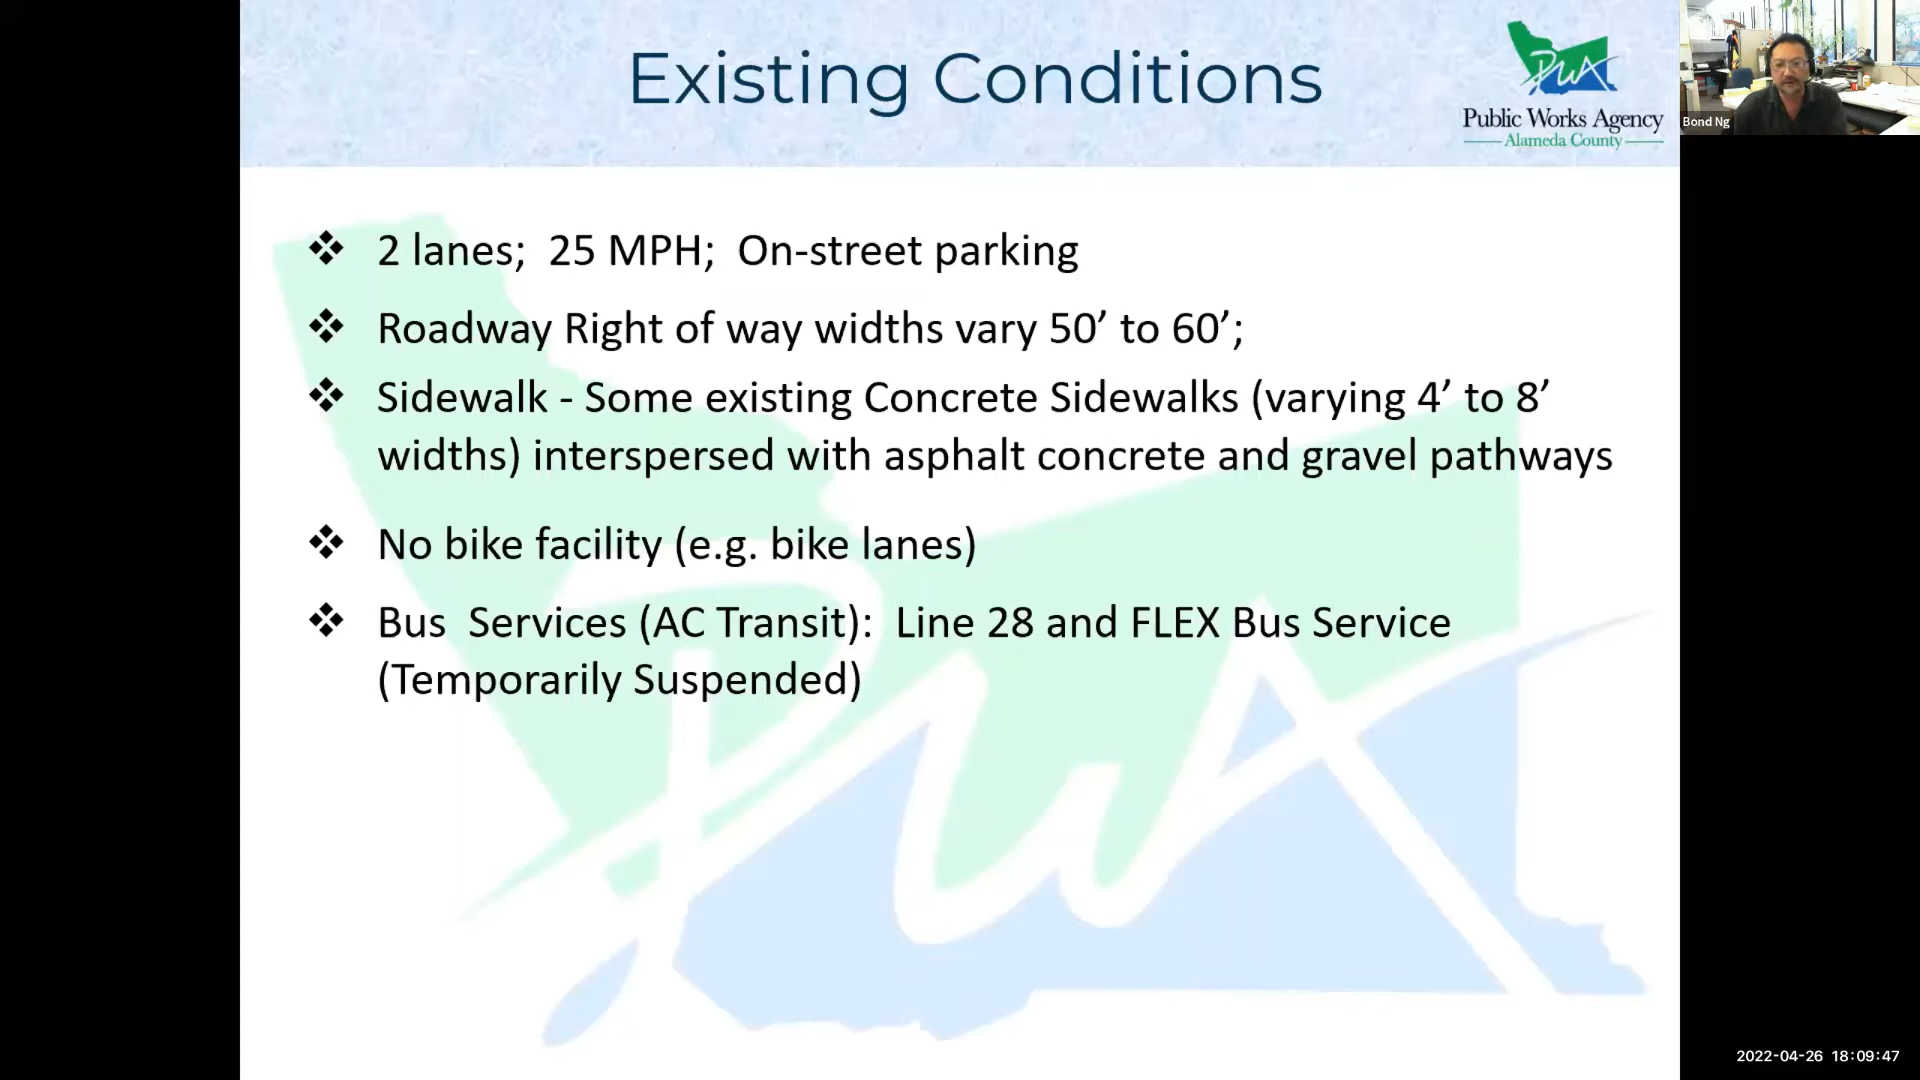 Existing Conditions
PWA
Public Works Agency
Alameda County
Bond Ng
❖ 2 lanes;  25 MPH;  On-street parking
❖ Roadway Right of way widths vary 50’ to 60’;
❖ Sidewalk - Some existing Concrete Sidewalks (varying 4’ to 8’
widths) interspersed with asphalt concrete and gravel pathways
❖ No bike facility (e.g. bike lanes)
❖ Bus  Services (AC Transit):  Line 28 and FLEX Bus Service
(Temporarily Suspended)
PWA
2022-04-26 18:09:47